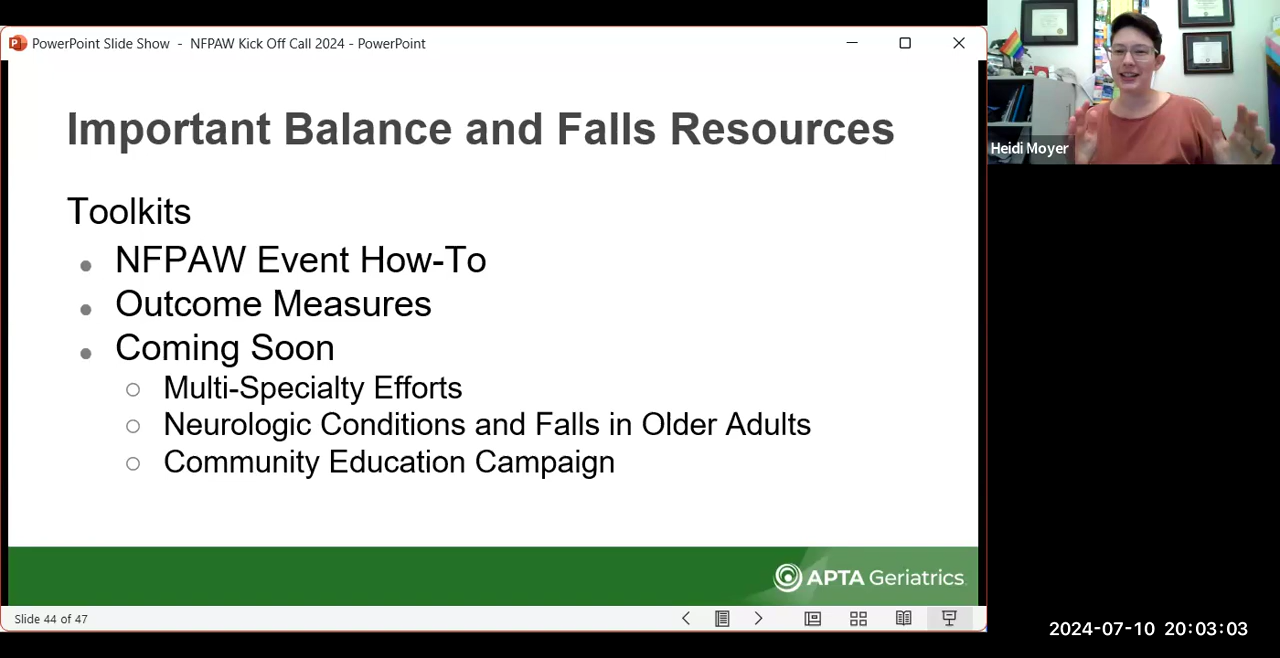 PowerPoint Slide Show - NFPAW Kick Off Call 2024 - PowerPoint
Important Balance and Falls Resources
Toolkits
NFPAW Event How-To
Outcome Measures
Coming Soon
Multi-Specialty Efforts
Neurologic Conditions and Falls in Older Adults
Community Education Campaign
APTA Geriatrics
Slide 44 of 47
Heidi Moyer
2024-07-10 20:03:03